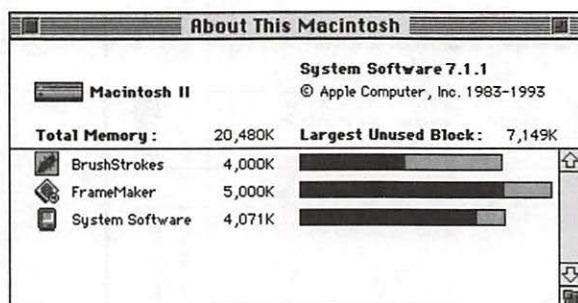 About This Macintosh
System Software 7.1.1
Macintosh II
© Apple Computer, Inc. 1983-1993
Total Memory : 20,480K Largest Unused Block : 7,149K
BrushStrokes 4,000K
FrameMaker 5,000K
System Software 4,071K